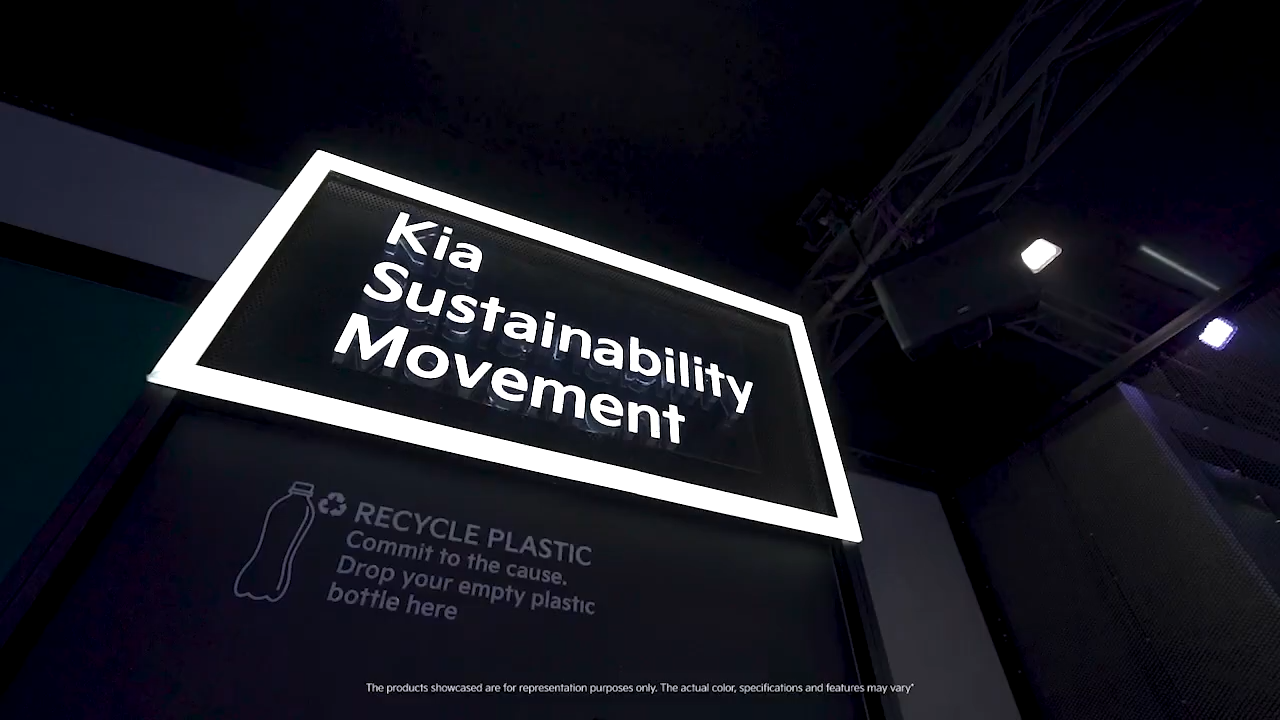 Kia
Sustainability
Movement
RECYCLE PLASTIC
Commit to the cause.
Drop your empty plastic
bottle here
The products showcased are for representation purposes only. The actual color, specifications and features may vary*